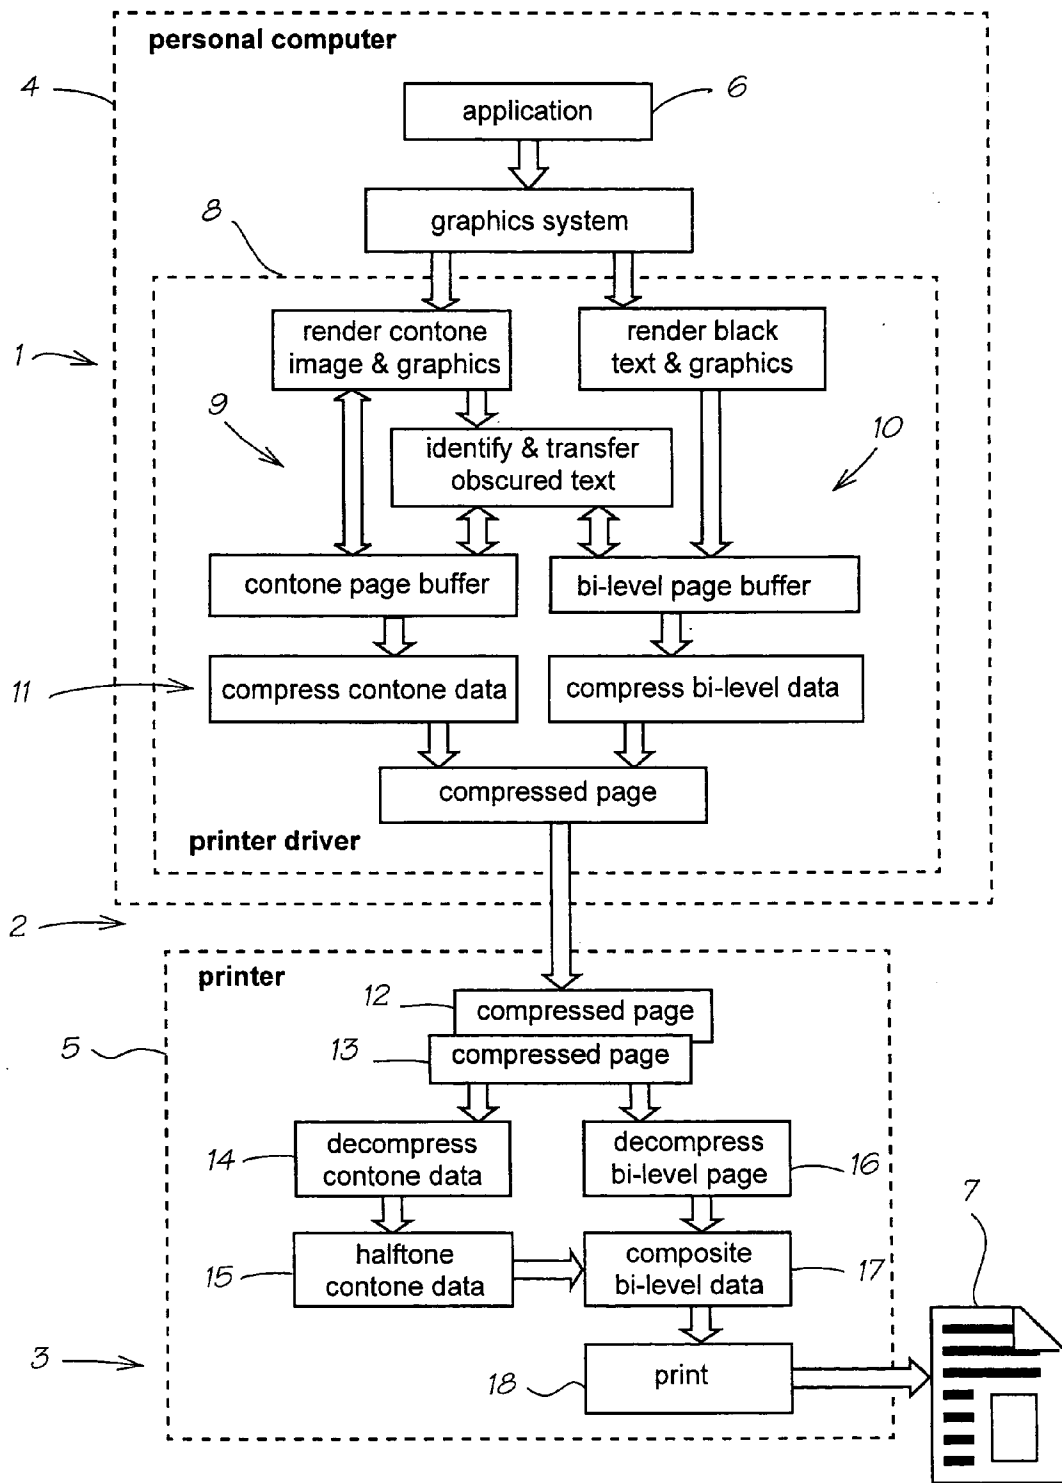 personal computer
4
6
application
graphics system
8
render contone
image & graphics
render black
text & graphics
1
9
10
identify & transfer
obscured text
contone page buffer
bi-level page buffer
11
compress contone data
compress bi-level data
compressed page
printer driver
2
printer
12
compressed page
13
compressed page
5
14
decompress
contone data
decompress
bi-level page
16
7
15
halftone
contone data
composite
bi-level data
17
3
18
print